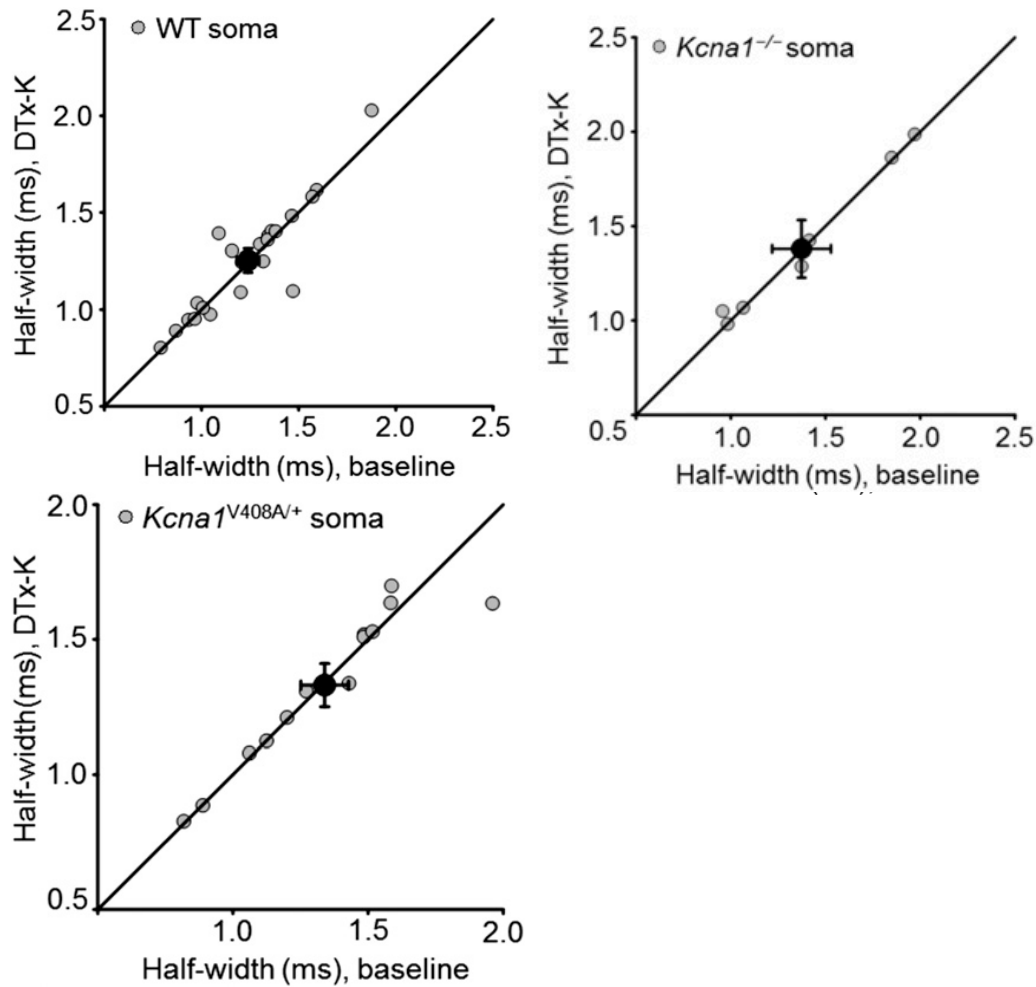 WT soma
2.5
2.0
1.5
1.0
0.5
1.0 1.5 2.0 2.5
Half-width (ms), DTx-K
Half-width (ms), baseline
Kcna1−/− soma
2.5
2.0
1.5
1.0
0.5
1.0 1.5 2.0 2.5
Half-width (ms), DTx-K
Half-width (ms), baseline
Kcna1V408A/+ soma
2.0
1.5
1.0
0.5
1.0 1.5 2.0
Half-width(ms), DTx-K
Half-width (ms), baseline